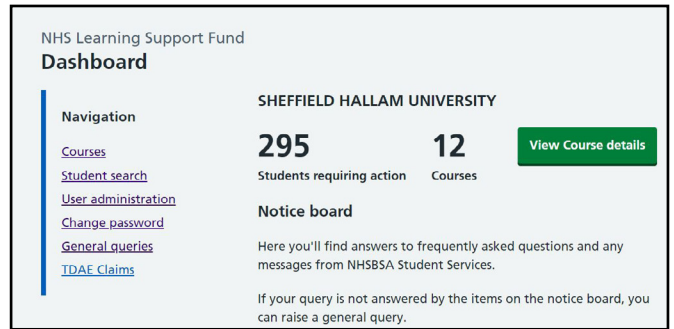 NHS Learning Support Fund
Dashboard
Navigation
Courses
Student search
User administration
Change password
General queries
TDAE Claims
SHEFFIELD HALLAM UNIVERSITY
295
Students requiring action
12
Courses
View Course details
Notice board
Here you'll find answers to frequently asked questions and any
messages from NHSBSA Student Services.
If your query is not answered by the items on the notice board, you
can raise a general query.